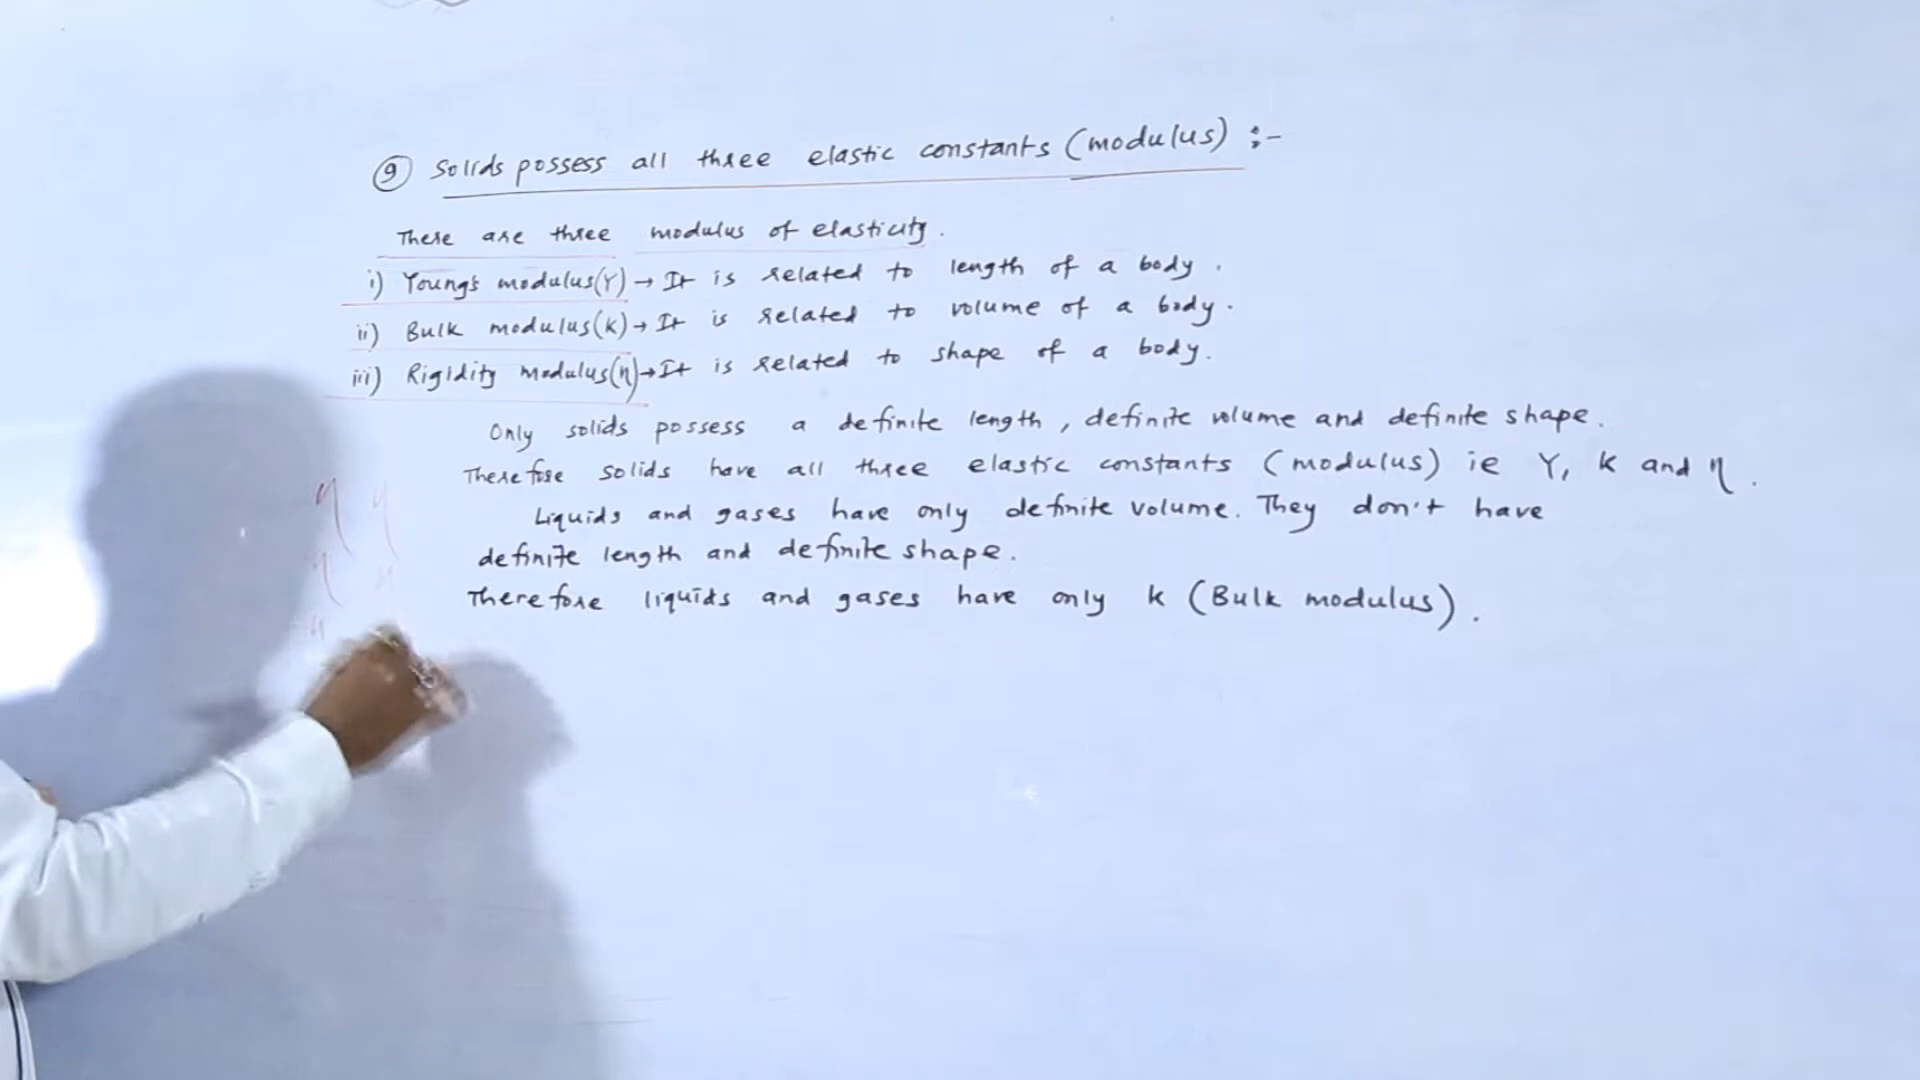 9 Solids possess all three elastic constants (modulus) :-
There are three modulus of elasticity.
i) Young's modulus(Y) → It is related to length of a body.
ii) Bulk modulus(k) → It is related to volume of a body.
iii) Rigidity modulus(η) → It is related to shape of a body.
Only solids possess a definite length, definite volume and definite shape.
Therefore solids have all three elastic constants (modulus) ie Y, k and η.
Liquids and gases have only definite volume. They don't have
definite length and definite shape.
Therefore liquids and gases have only k (Bulk modulus).
η η
η